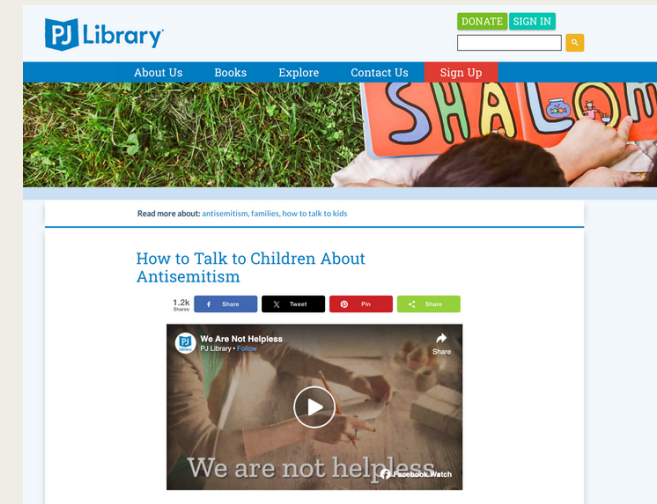 PJ Library
DONATE SIGN IN
About Us Books Explore Contact Us Sign Up
SHALOM
Read more about: antisemitism, families, how to talk to kids
How to Talk to Children About
Antisemitism
1.2k
Shares
Share
Tweet
Pin
Share
PJ
We Are Not Helpless
PJ Library • Follow
Share
We are not helpless
Facebook Watch